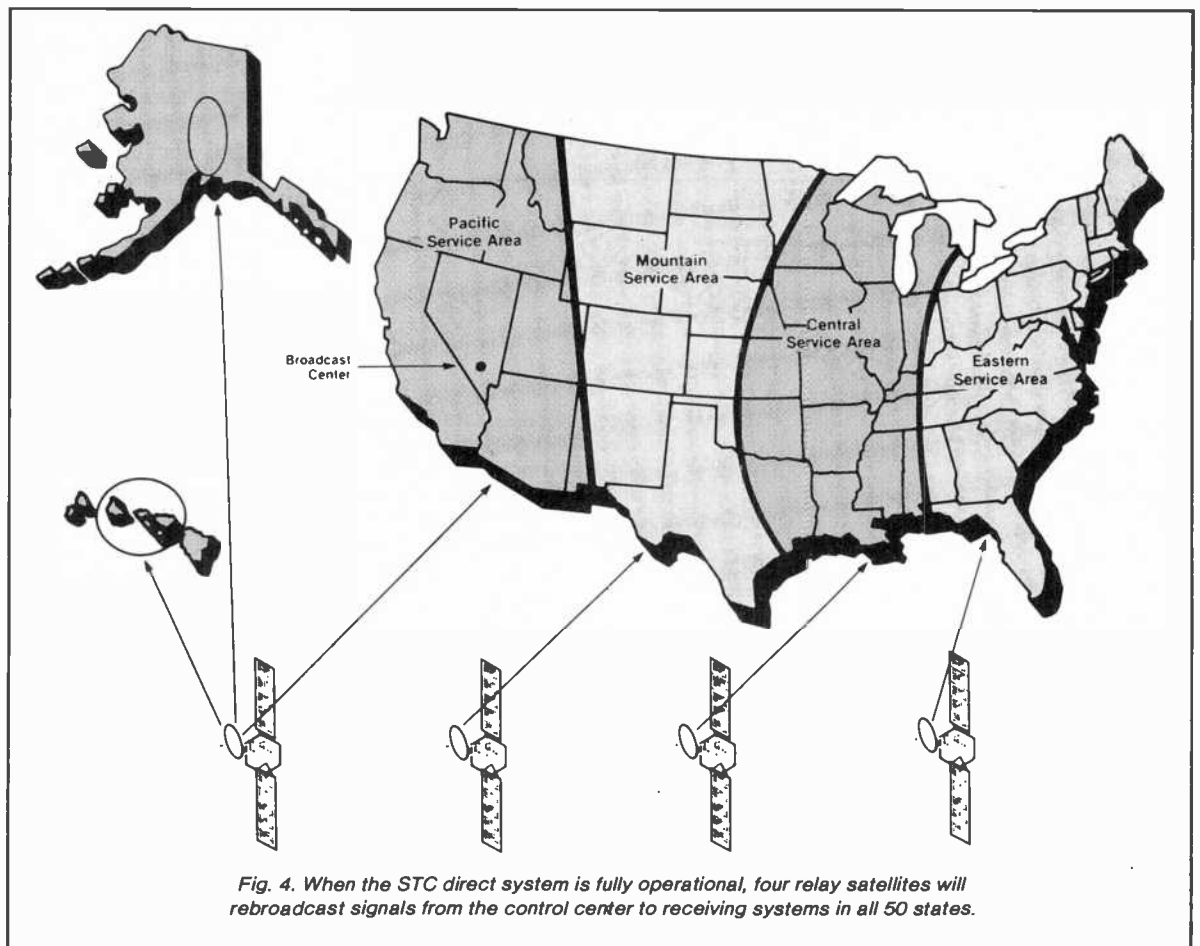 Pacific
Service Area
Mountain
Service Area
Central
Service Area
Eastern
Service Area
Broadcast
Center
Fig. 4. When the STC direct system is fully operational, four relay satellites will
rebroadcast signals from the control center to receiving systems in all 50 states.